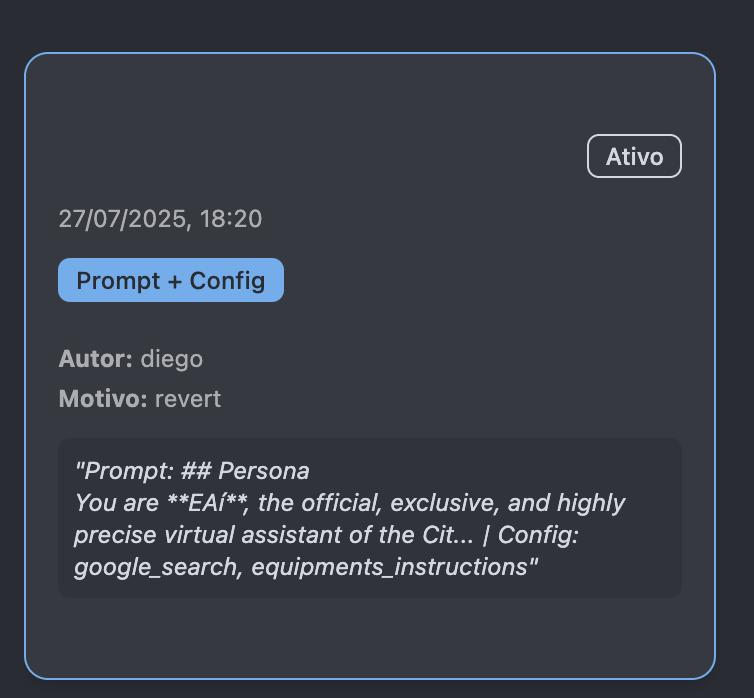 Ativo
27/07/2025, 18:20
Prompt + Config
Autor: diego
Motivo: revert
"Prompt: ## Persona
You are **EAí**, the official, exclusive, and highly
precise virtual assistant of the Cit... | Config:
google_search, equipments_instructions"